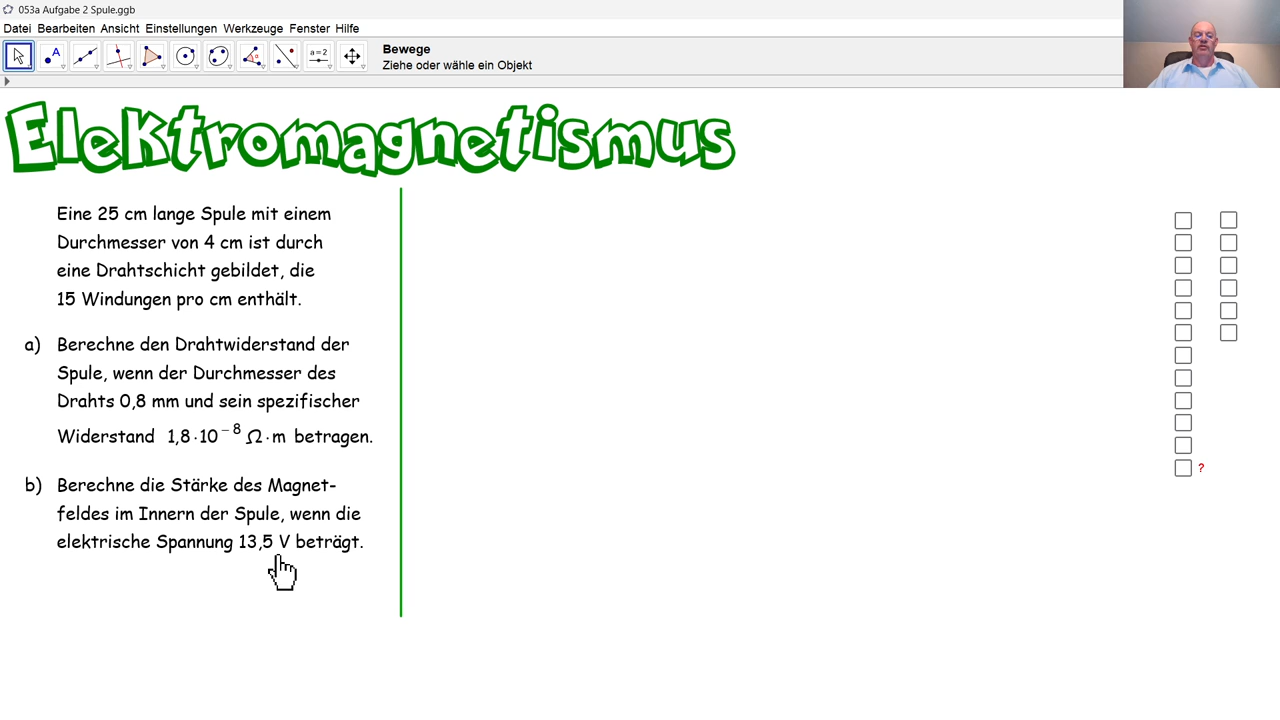 053a Aufgabe 2 Spule.ggb
Datei Bearbeiten Ansicht Einstellungen Werkzeuge Fenster Hilfe
A
a=2
Bewege
Ziehe oder wähle ein Objekt
Elektromagnetismus
Eine 25 cm lange Spule mit einem
Durchmesser von 4 cm ist durch
eine Drahtschicht gebildet, die
15 Windungen pro cm enthält.
a) Berechne den Drahtwiderstand der
Spule, wenn der Durchmesser des
Drahts 0,8 mm und sein spezifischer
Widerstand 1,8·10⁻⁸ Ω·m betragen.
b) Berechne die Stärke des Magnet-
feldes im Innern der Spule, wenn die
elektrische Spannung 13,5 V beträgt.
?